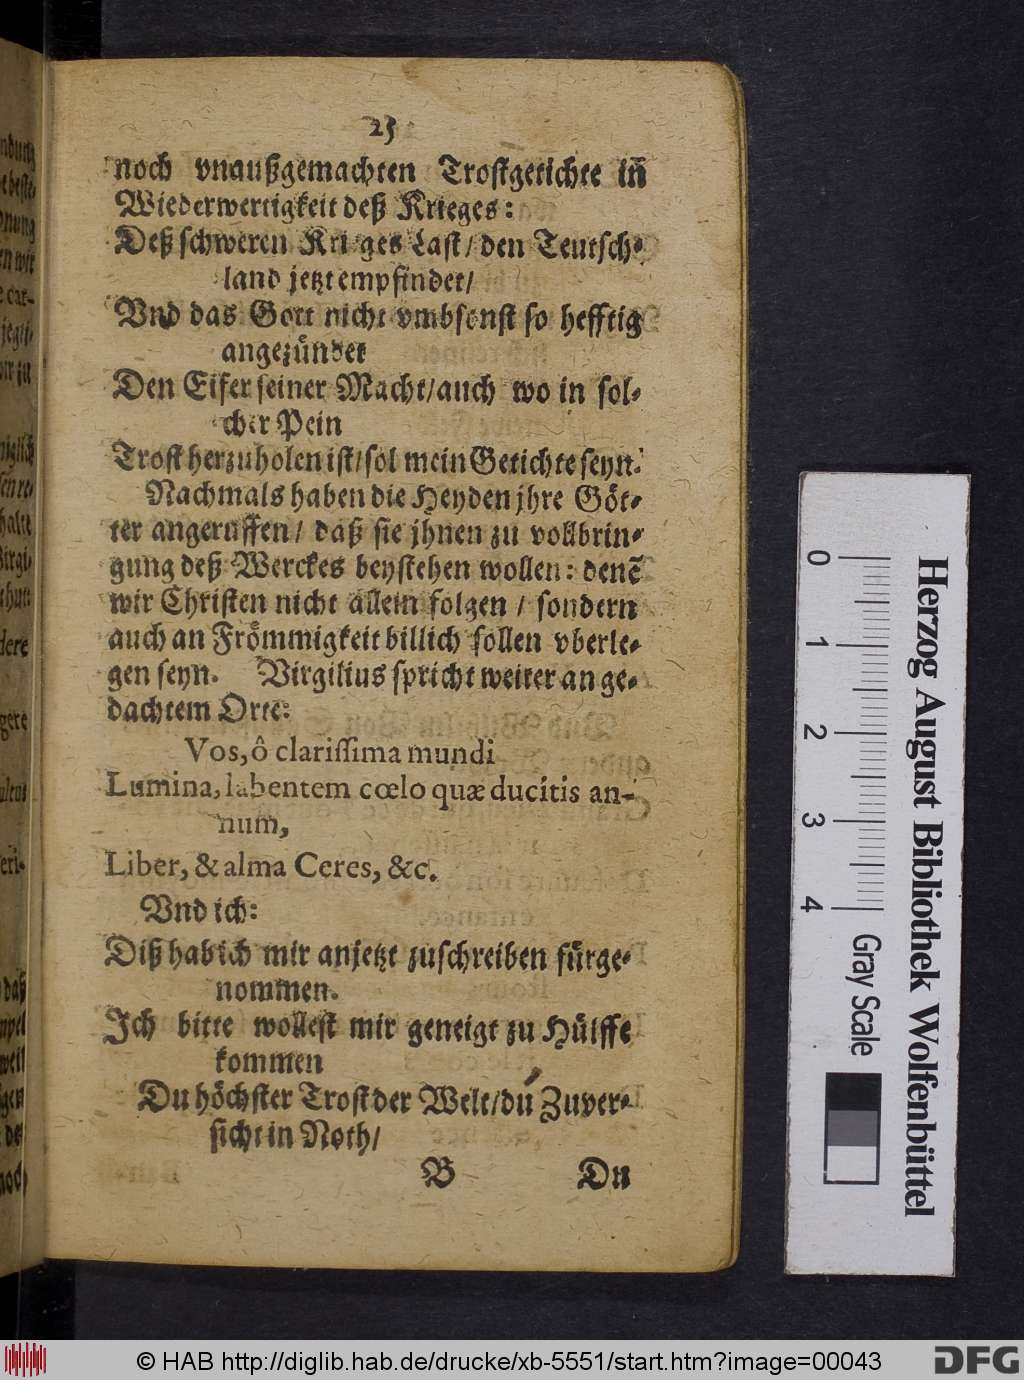 25
noch vnaußgemachten Trostgetichte in̄
Wiederwertigkeit deß Krieges:
Deß schweren Krieges Last/ den Teutsch-
land jetzt empfindet/
Vnd das Gott nicht vmbsonst so hefftig
angezündet
Den Eifer seiner Macht/ auch wo in sol-
cher Pein
Trost herzuholen ist/ sol mein Getichte seyn.
Nachmals haben die Heyden jhre Göt-
ter angeruffen/ daß sie jhnen zu vollbrin-
gung deß Werckes beystehen wollen: denē
wir Christen nicht allein folgen / sondern
auch an Frömmigkeit billich sollen vberle-
gen seyn. Virgilius spricht weiter an ge-
dachtem Orte:
Vos, ô clarissima mundi
Lumina, labentem cœlo quæ ducitis an-
num,
Liber, & alma Ceres, &c.
Vnd ich:
Diß hab ich mir anjetzt zuschreiben fürge-
nommen.
Ich bitte wollest mir geneigt zu Hülffe
kommen
Du höchster Trost der Welt/ du Zuver-
sicht in Noth/
B Du
0 1 2 3 4
Gray Scale
Herzog August Bibliothek Wolfenbüttel
© HAB http://diglib.hab.de/drucke/xb-5551/start.htm?image=00043
DFG